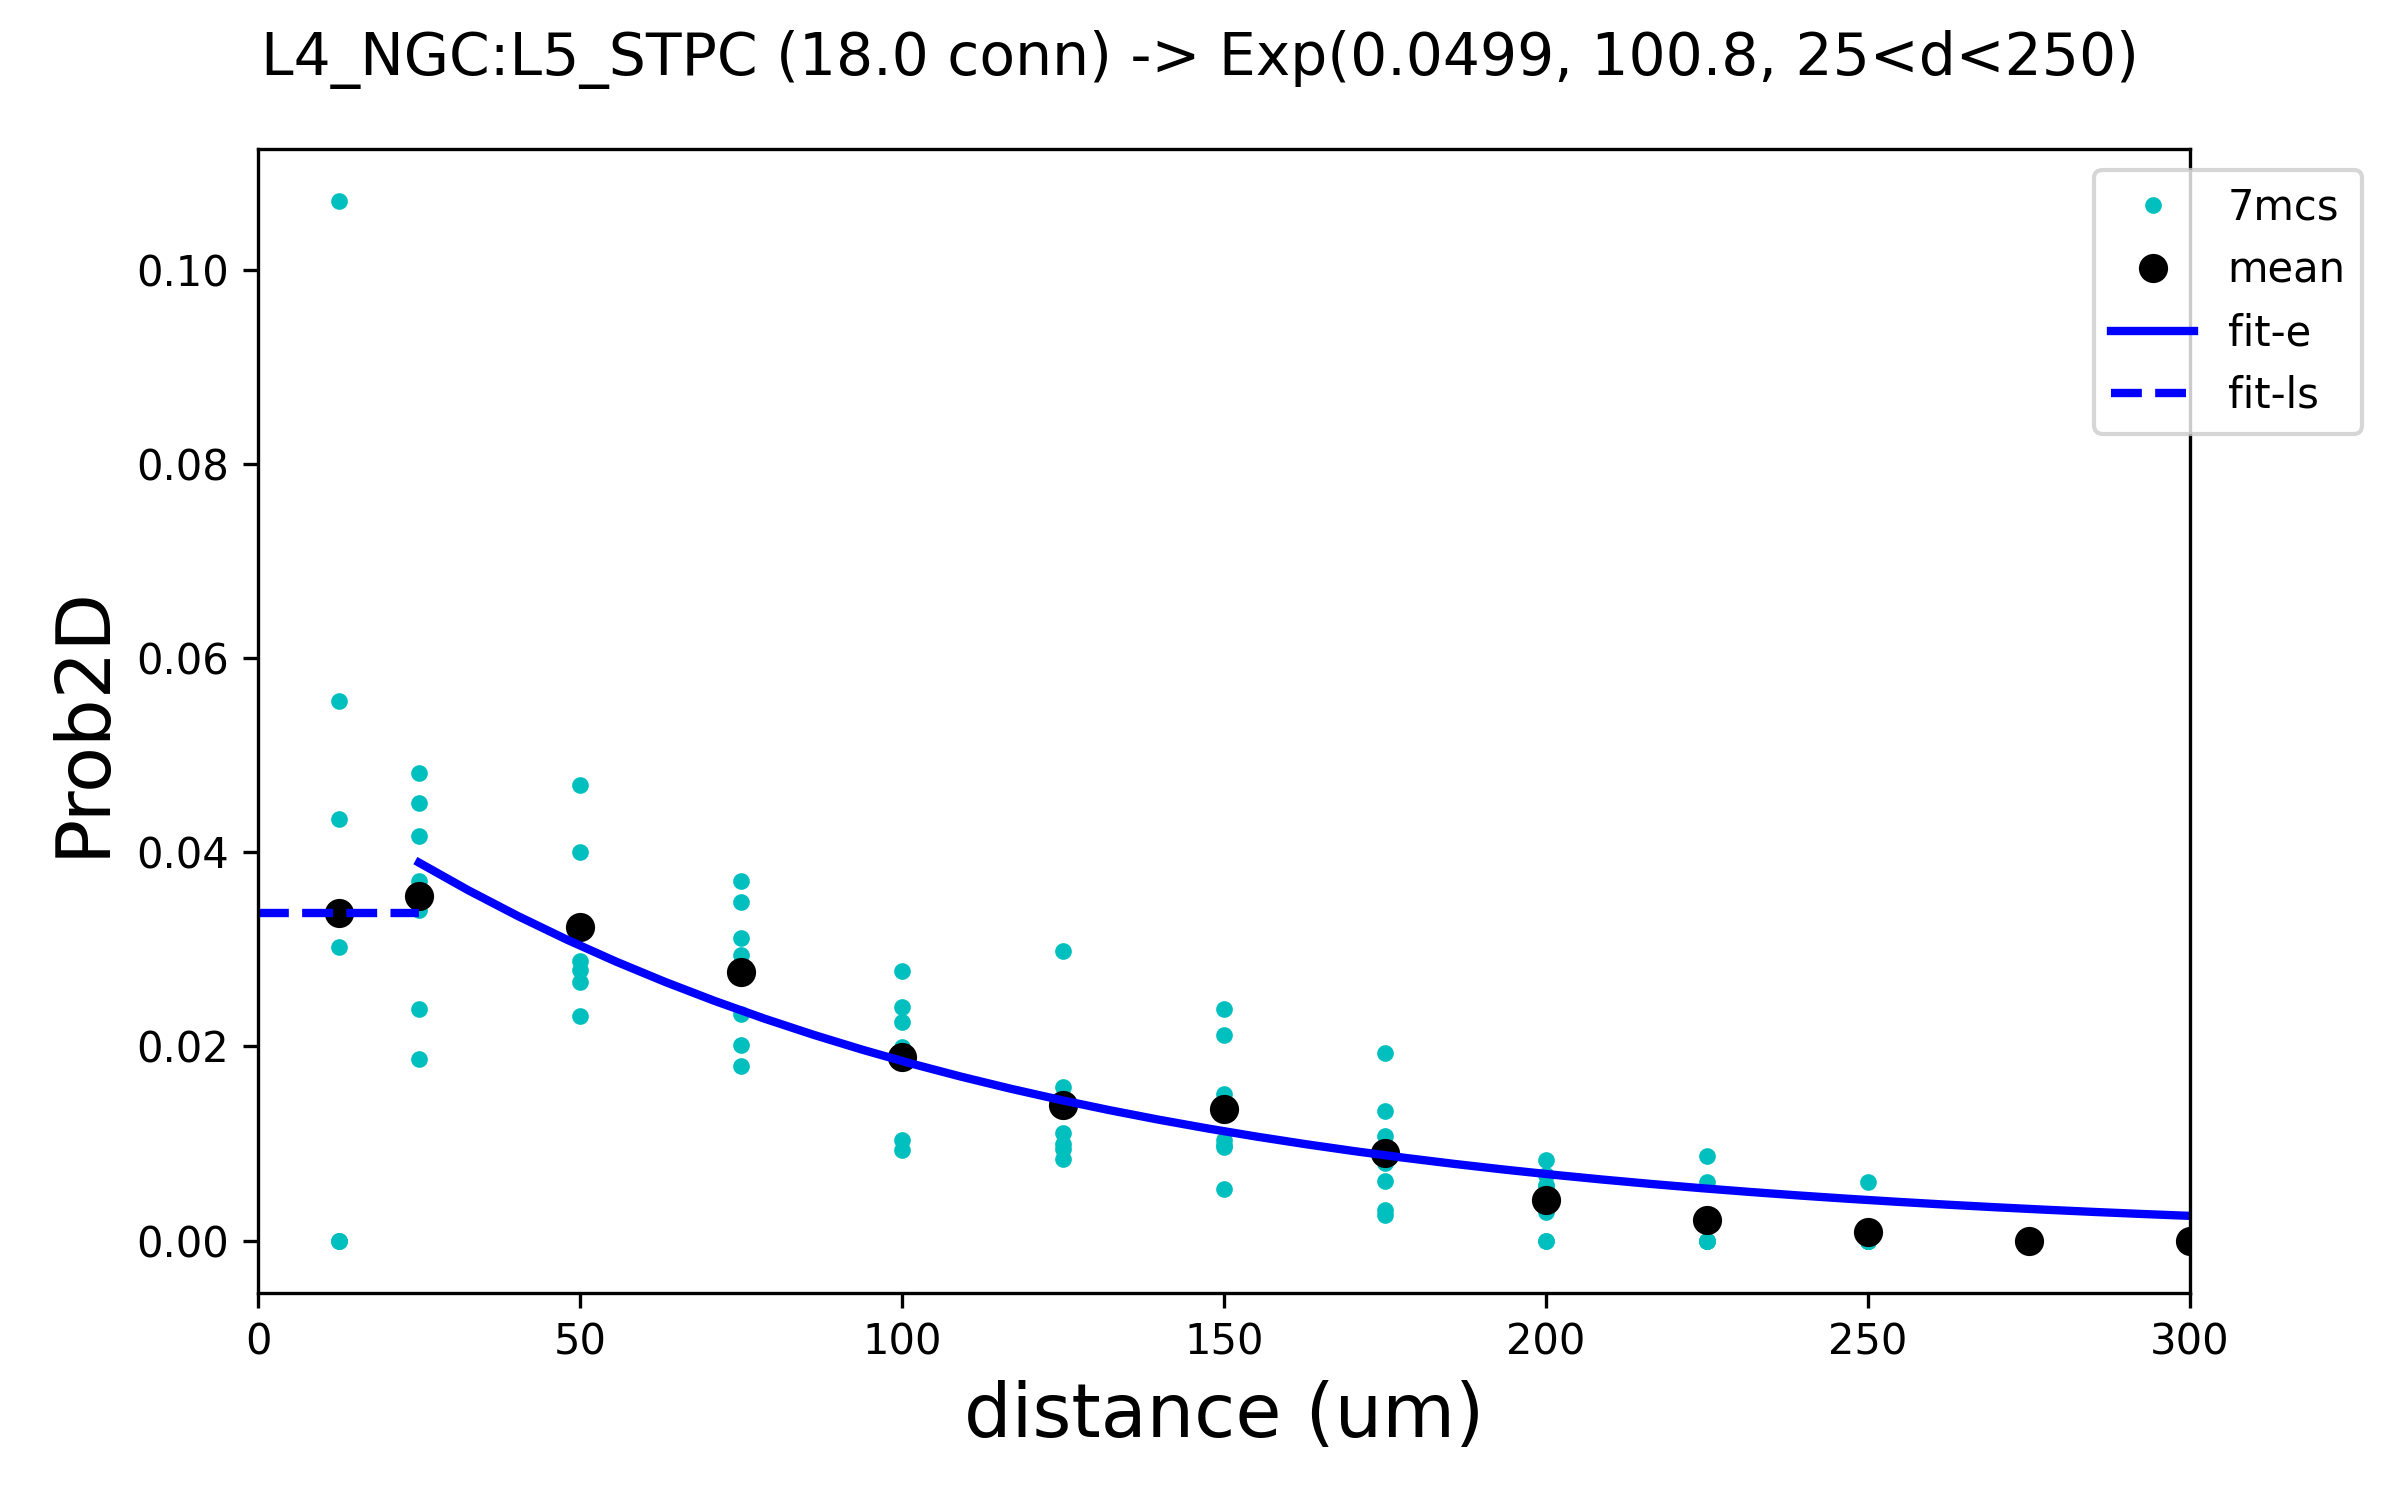 L4_NGC:L5_STPC (18.0 conn) -> Exp(0.0499, 100.8, 25<d<250)
7mcs
mean
fit-e
fit-ls
Prob2D
0.10
0.08
0.06
0.04
0.02
0.00
0 50 100 150 200 250 300
distance (um)